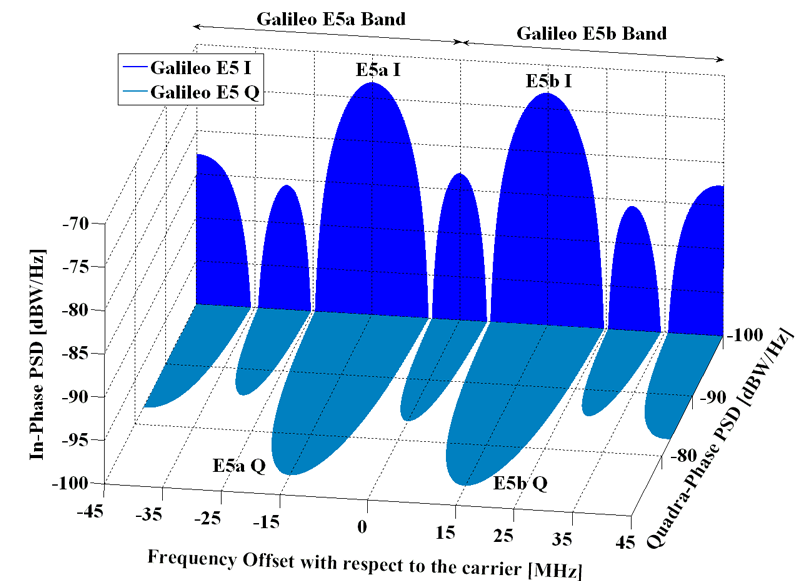 Galileo E5a Band
Galileo E5b Band
Galileo E5 I
Galileo E5 Q
E5a I
E5b I
In-Phase PSD [dBW/Hz]
-70
-75
-80
-85
-90
-95
-100
-100
-90
-80
Quadra-Phase PSD [dBW/Hz]
E5a Q
E5b Q
-45
-35
-25
-15
0
15
25
35
45
Frequency Offset with respect to the carrier [MHz]